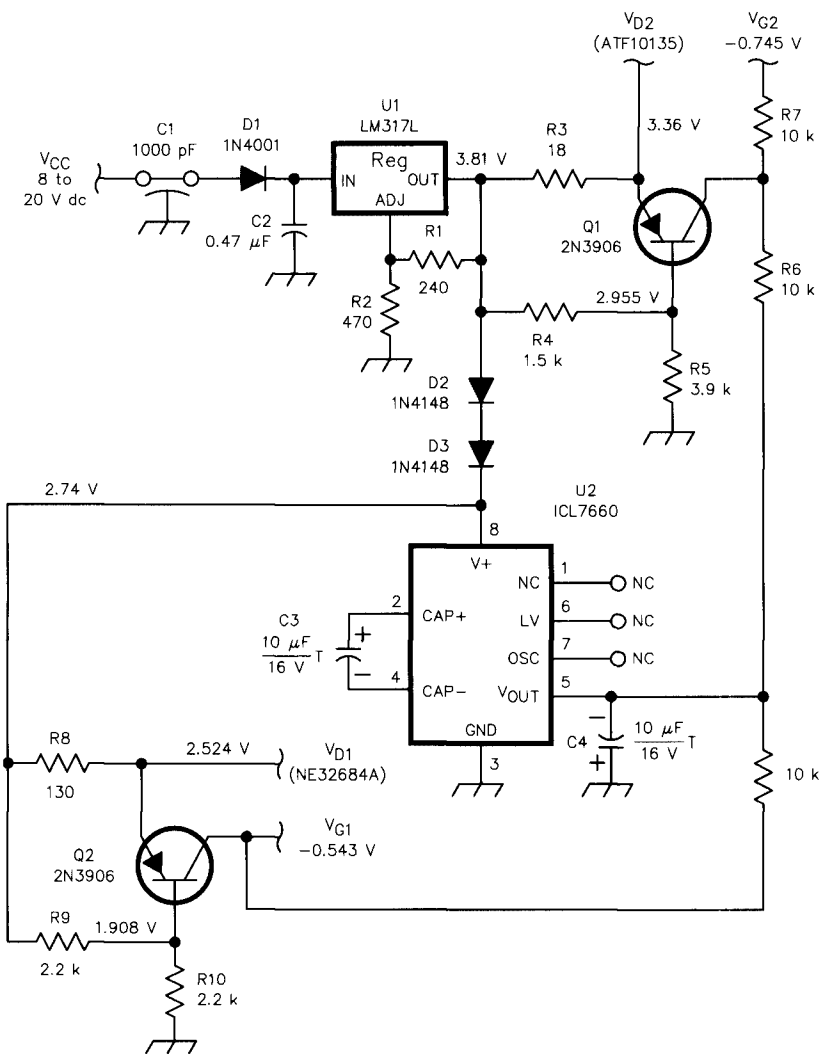 VD2
(ATF10135)
VG2
−0.745 V
U1
LM317L
C1
1000 pF
D1
1N4001
R3
18
3.36 V
R7
10 k
VCC
8 to
20 V dc
Reg
IN
OUT
ADJ
3.81 V
C2
0.47 μF
R1
240
Q1
2N3906
R6
10 k
R2
470
2.955 V
R4
1.5 k
R5
3.9 k
D2
1N4148
D3
1N4148
2.74 V
U2
ICL7660
8
V+
NC
1
NC
2
CAP+
LV
6
NC
C3
10 μF
16 V
T
+
−
OSC
7
NC
4
CAP−
VOUT
5
GND
3
−
C4
+
10 μF
16 V
T
10 k
R8
130
2.524 V
VD1
(NE32684A)
VG1
−0.543 V
Q2
2N3906
R9
2.2 k
1.908 V
R10
2.2 k